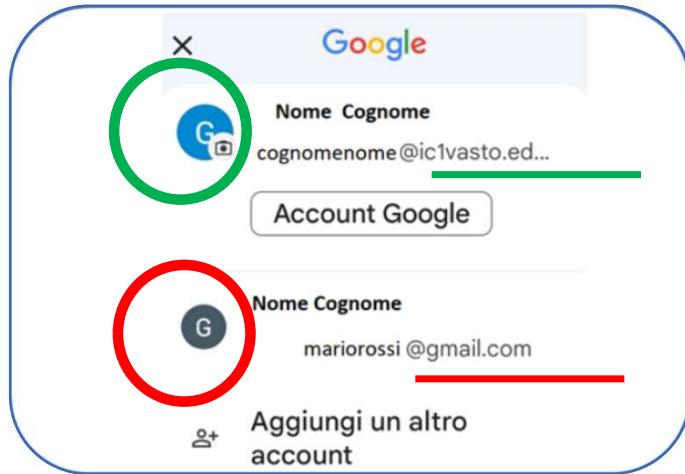 Google
G
Nome Cognome
cognomenome@ic1vasto.ed...
Account Google
G
Nome Cognome
mariorossi @gmail.com
Aggiungi un altro
account